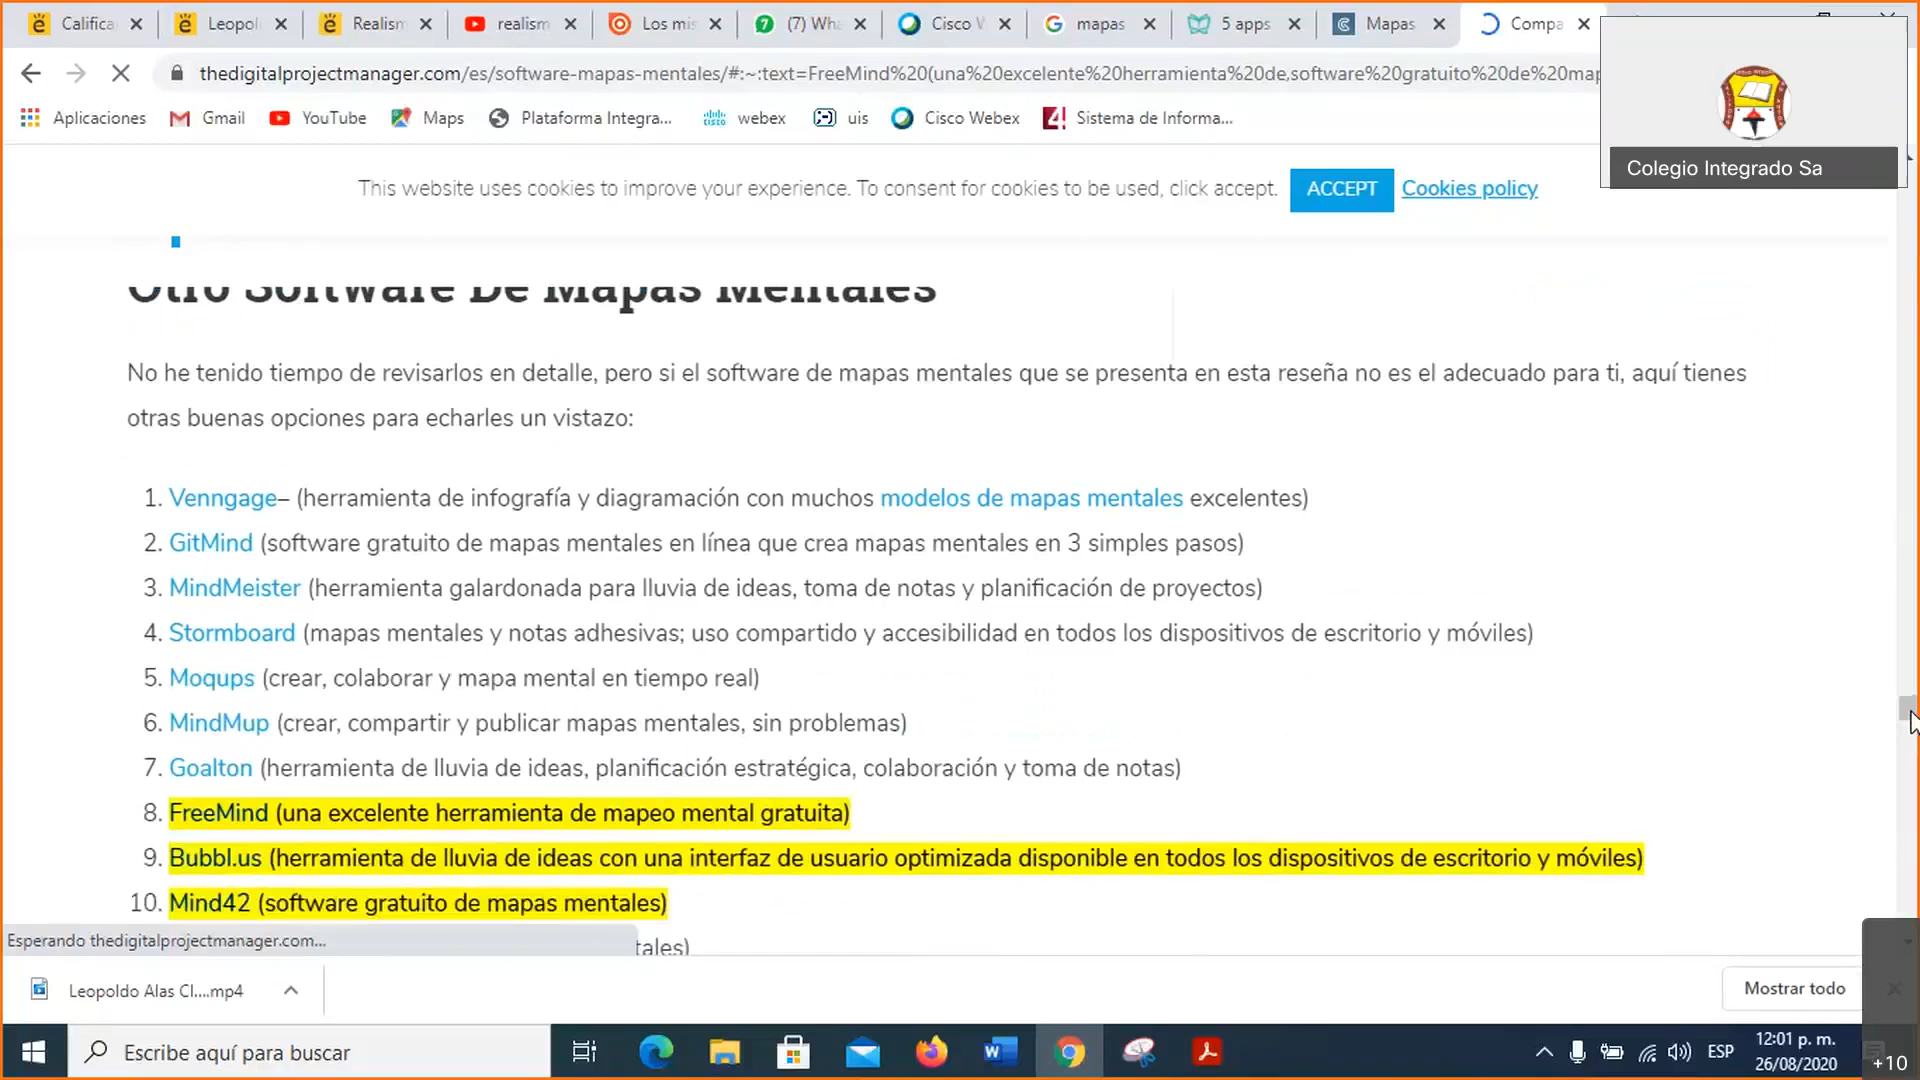 Califica
Leopol
Realism
realism
Los mis
(7) Wha
Cisco W
mapas
5 apps
Mapas
Compa
thedigitalprojectmanager.com/es/software-mapas-mentales/#:~:text=FreeMind%20(una%20excelente%20herramienta%20de,software%20gratuito%20de%20map
Aplicaciones
Gmail
YouTube
Maps
Plataforma Integra...
webex
uis
Cisco Webex
Sistema de Informa...
Colegio Integrado Sa
This website uses cookies to improve your experience. To consent for cookies to be used, click accept.
ACCEPT
Cookies policy
Otro Software De Mapas Mentales
No he tenido tiempo de revisarlos en detalle, pero si el software de mapas mentales que se presenta en esta reseña no es el adecuado para ti, aquí tienes
otras buenas opciones para echarles un vistazo:
1. Venngage– (herramienta de infografía y diagramación con muchos modelos de mapas mentales excelentes)
2. GitMind (software gratuito de mapas mentales en línea que crea mapas mentales en 3 simples pasos)
3. MindMeister (herramienta galardonada para lluvia de ideas, toma de notas y planificación de proyectos)
4. Stormboard (mapas mentales y notas adhesivas; uso compartido y accesibilidad en todos los dispositivos de escritorio y móviles)
5. Moqups (crear, colaborar y mapa mental en tiempo real)
6. MindMup (crear, compartir y publicar mapas mentales, sin problemas)
7. Goalton (herramienta de lluvia de ideas, planificación estratégica, colaboración y toma de notas)
8. FreeMind (una excelente herramienta de mapeo mental gratuita)
9. Bubbl.us (herramienta de lluvia de ideas con una interfaz de usuario optimizada disponible en todos los dispositivos de escritorio y móviles)
10. Mind42 (software gratuito de mapas mentales)
Esperando thedigitalprojectmanager.com...
tales)
Leopoldo Alas Cl....mp4
Mostrar todo
Escribe aquí para buscar
ESP
12:01 p. m.
26/08/2020
+10